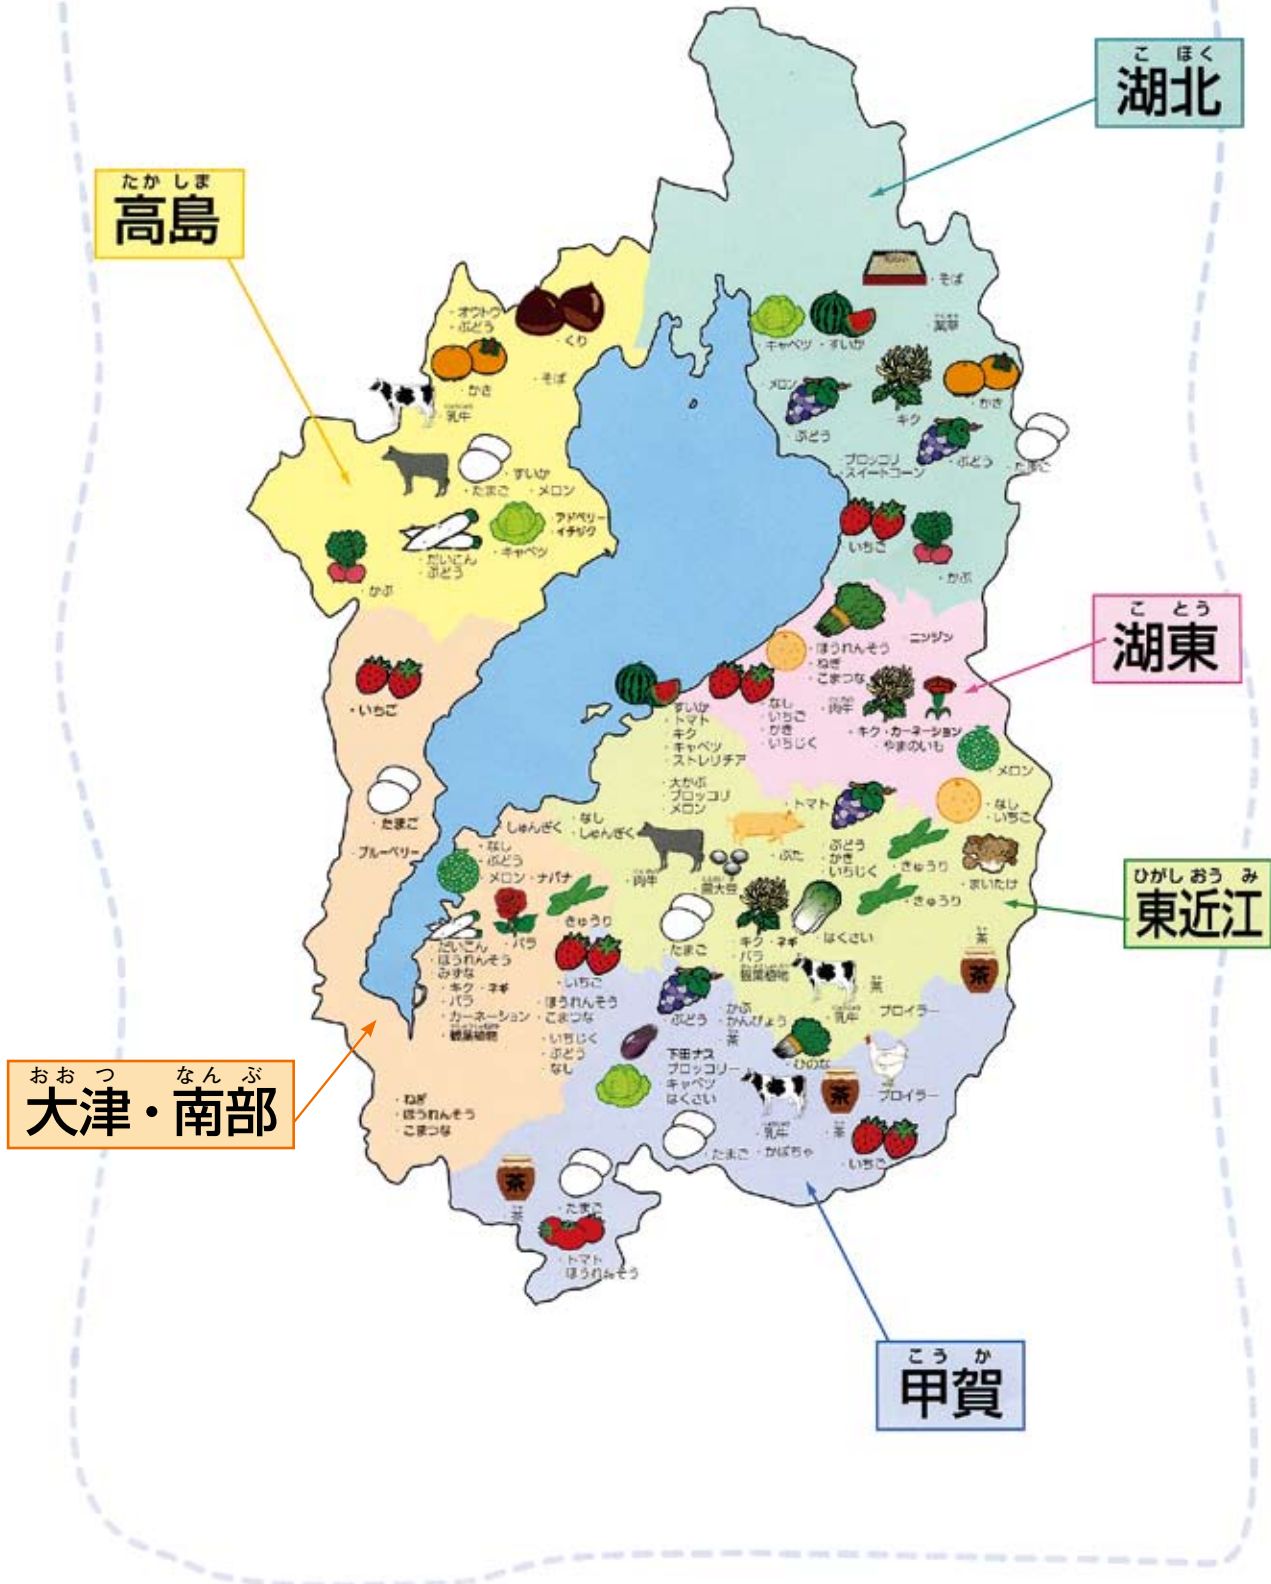 こ ほく
湖北
たか しま
高島
・そば
・オウトウ
・ぶどう
・くり
・キャベツ ・すいか
・薬草
・かき
・そば
・乳牛
・メロン
・ぶどう
・キク
・かき
・ぶどう
・たまご
・ブロッコリ
・スイートコーン
・すいか
・たまご ・メロン
・アドベリー
・イチジク
・キャベツ
・だいこん
・ぶどう
・かぶ
・いちご
・かぶ
こ とう
湖東
・ニンジン
・ほうれんそう
・ねぎ
・こまつな
・肉牛
・キク・カーネーション
・やまのいも
・なし
・いちご
・かき
・いちじく
・すいか
・トマト
・キク
・キャベツ
・ストレリチア
・いちご
・メロン
・大かぶ
・ブロッコリ
・メロン
・トマト
・なし
・いちご
・たまご
・ブルーベリー
・しゅんぎく
・なし
・しゅんぎく
・なし
・ぶどう
・メロン・ナバナ
・肉牛
・黒大豆
・ぶた
・ぶどう
・かき
・いちじく
・きゅうり
・まいたけ
・きゅうり
ひがし おう み
東近江
・きゅうり
・バラ
・だいこん
・ほうれんそう
・みずな
・キク ・ネギ
・バラ
・カーネーション
・観葉植物
・いちご
・ほうれんそう
・こまつな
・いちじく
・ぶどう
・なし
・たまご
・キク ・ネギ
・バラ
・観葉植物
・はくさい
・茶
茶
・茶
・乳牛
・ブロイラー
・ぶどう
・かぶ
・かんぴょう
・茶
・ひのな
おお つ なん ぶ
大津・南部
・下田ナス
・ブロッコリー
・キャベツ
・はくさい
・乳牛
茶
・茶
・ブロイラー
・ねぎ
・ほうれんそう
・こまつな
・たまご ・かぼちゃ
・いちご
茶
・茶
・たまご
・トマト
・ほうれんそう
こう か
甲賀